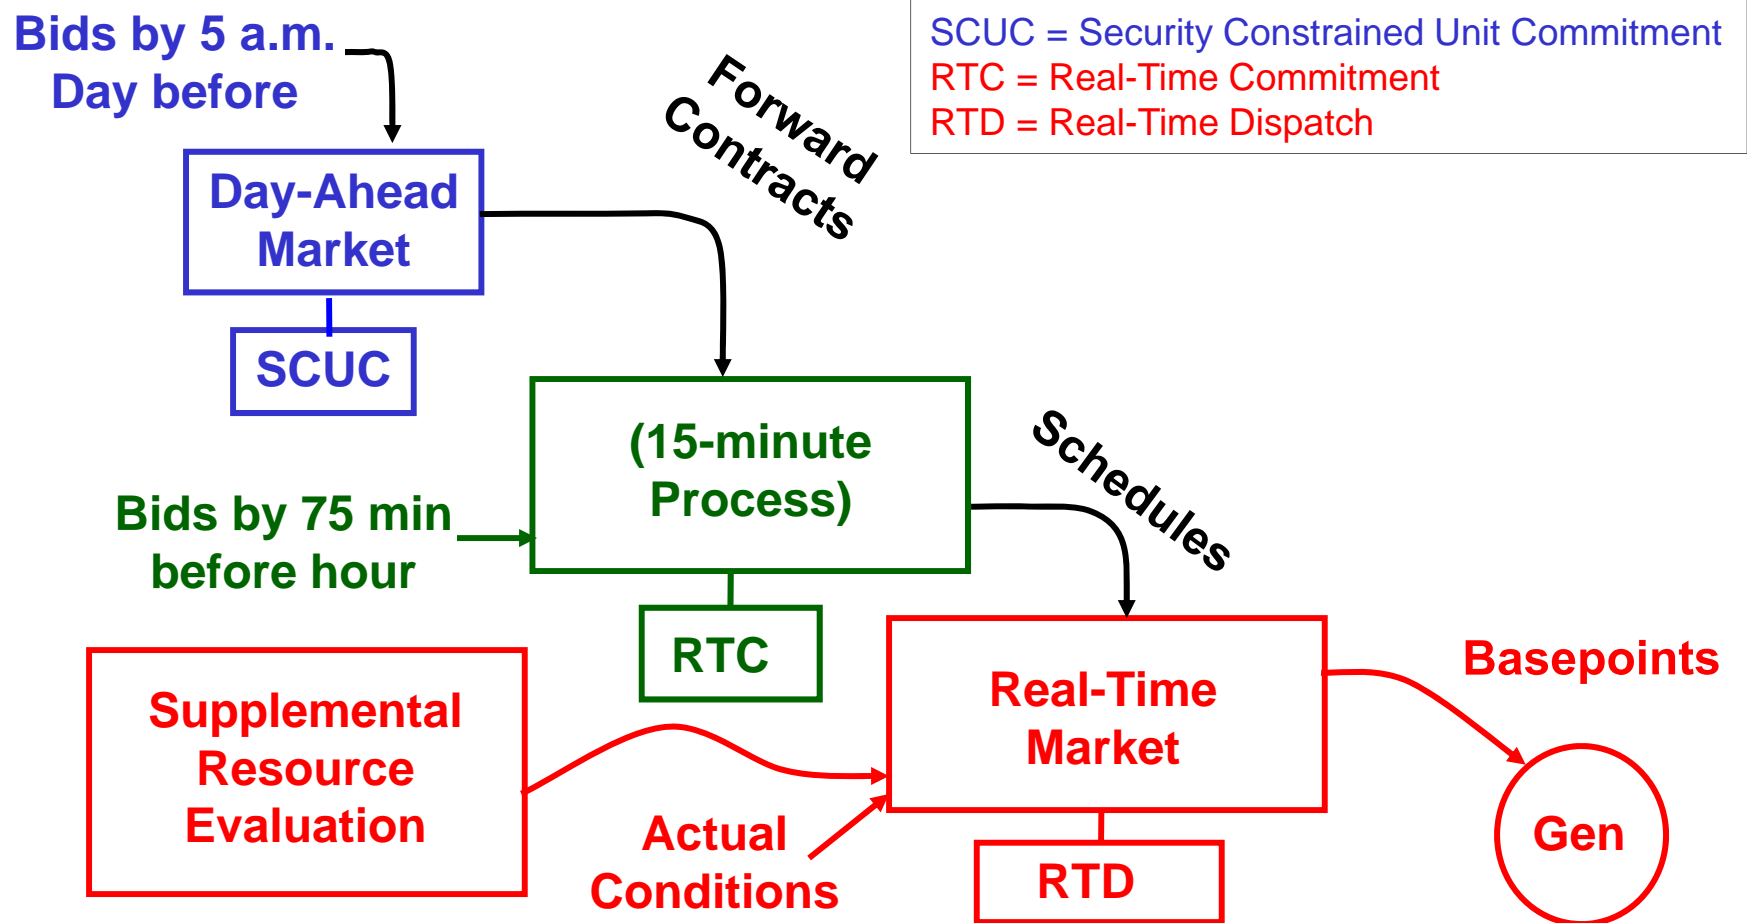 Bids by 5 a.m.
Day before
SCUC = Security Constrained Unit Commitment
RTC = Real-Time Commitment
RTD = Real-Time Dispatch
Forward
Contracts
Day-Ahead
Market
SCUC
(15-minute
Process)
Schedules
Bids by 75 min
before hour
RTC
Supplemental
Resource
Evaluation
Real-Time
Market
Basepoints
Actual
Conditions
RTD
Gen